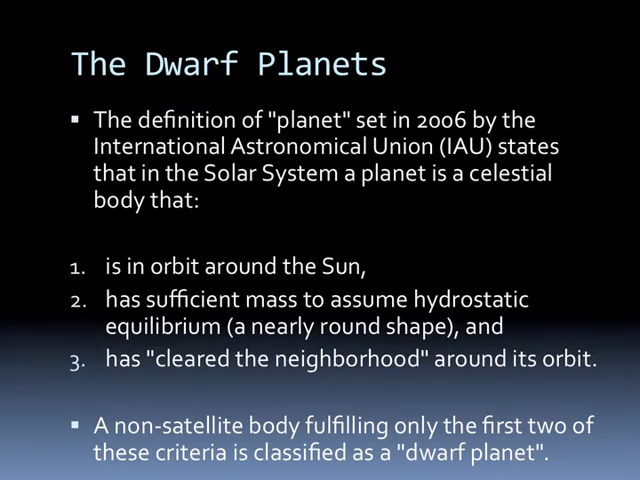 The Dwarf Planets
▪ The definition of "planet" set in 2006 by the
International Astronomical Union (IAU) states
that in the Solar System a planet is a celestial
body that:
1. is in orbit around the Sun,
2. has sufficient mass to assume hydrostatic
equilibrium (a nearly round shape), and
3. has "cleared the neighborhood" around its orbit.
▪ A non-satellite body fulfilling only the first two of
these criteria is classified as a "dwarf planet".